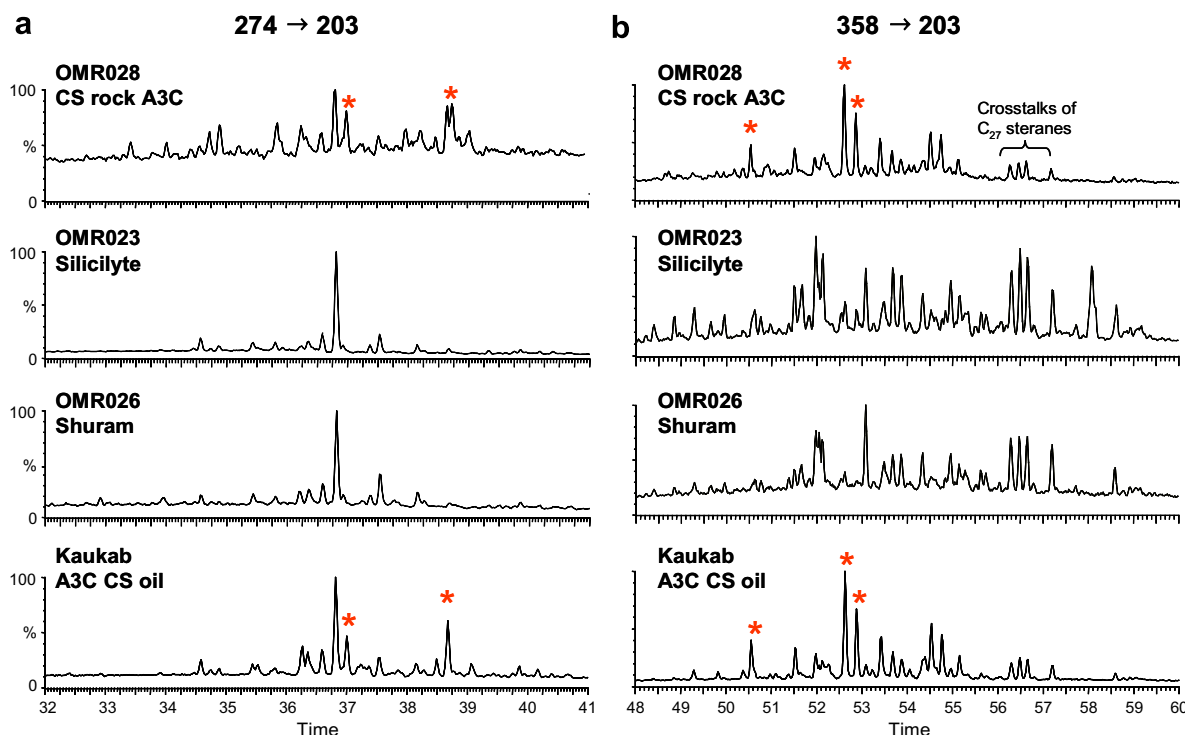 a
274 → 203
OMR028
CS rock A3C
*
*
100
%
0
OMR023
Silicilyte
100
%
0
OMR026
Shuram
100
%
0
Kaukab
A3C CS oil
*
*
100
%
0
32 33 34 35 36 37 38 39 40 41
Time
b
358 → 203
OMR028
CS rock A3C
*
*
*
Crosstalks of
C27 steranes
OMR023
Silicilyte
OMR026
Shuram
Kaukab
A3C CS oil
*
*
*
48 49 50 51 52 53 54 55 56 57 58 59 60
Time